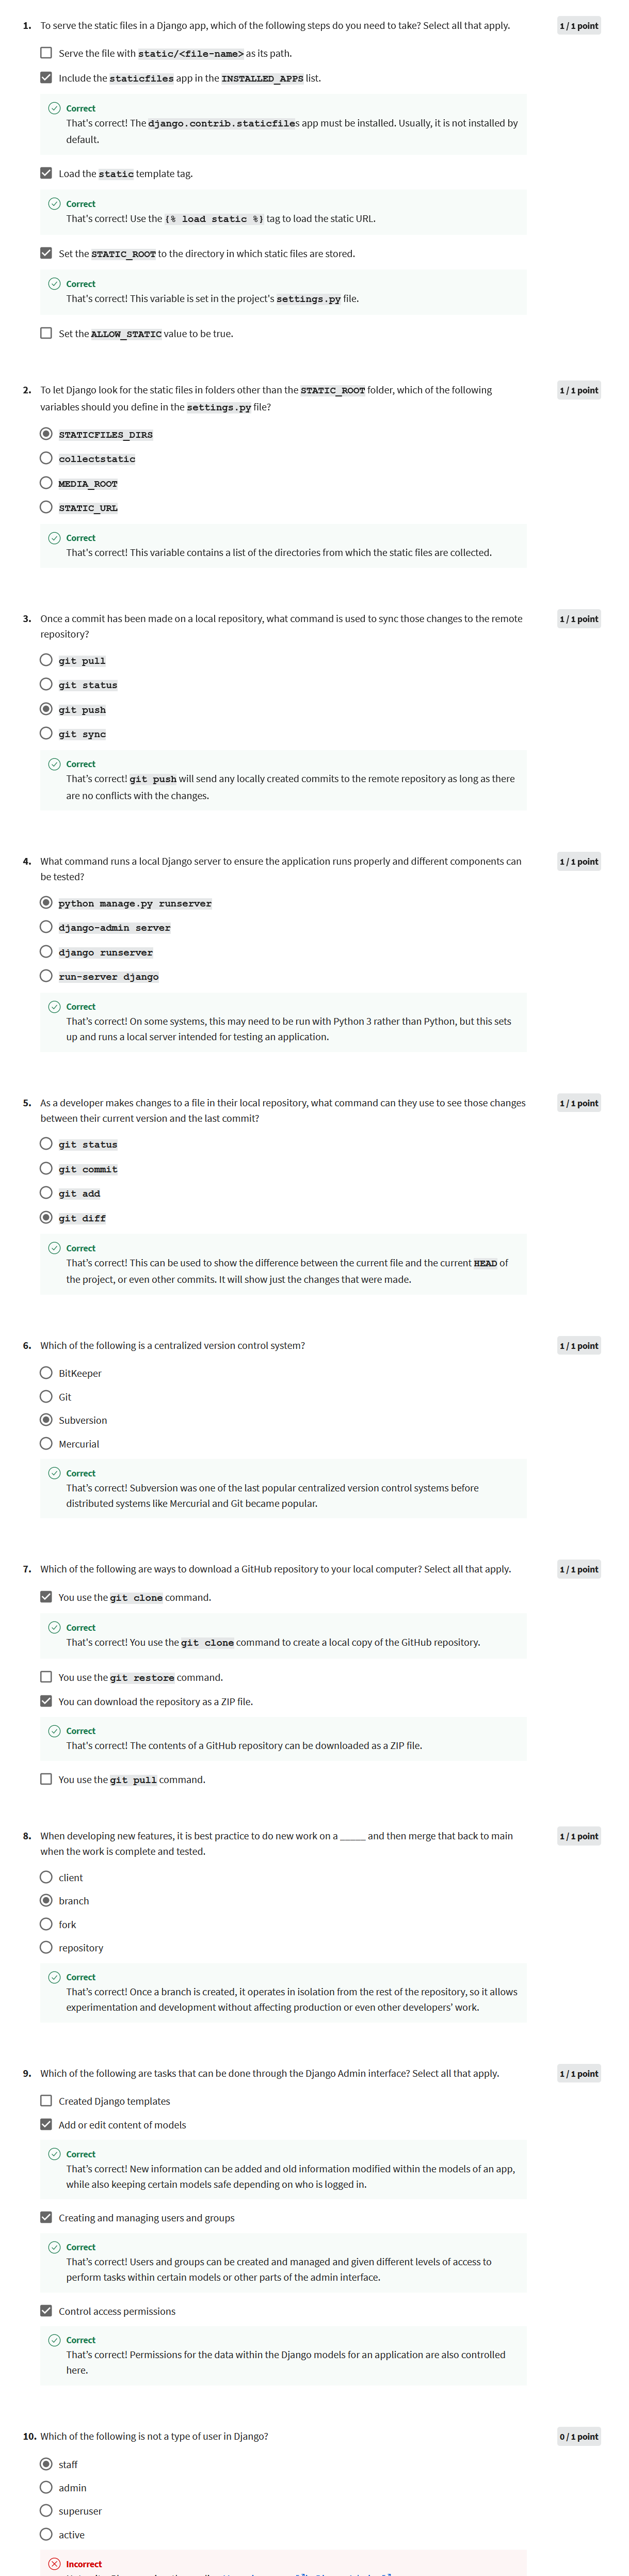 1. To serve the static files in a Django app, which of the following steps do you need to take? Select all that apply. 1 / 1 point
Serve the file with static/<file-name> as its path.
Include the staticfiles app in the INSTALLED_APPS list.
Correct
That's correct! The django.contrib.staticfiles app must be installed. Usually, it is not installed by
default.
Load the static template tag.
Correct
That's correct! Use the {% load static %} tag to load the static URL.
Set the STATIC_ROOT to the directory in which static files are stored.
Correct
That's correct! This variable is set in the project's settings.py file.
Set the ALLOW_STATIC value to be true.
2. To let Django look for the static files in folders other than the STATIC_ROOT folder, which of the following 1 / 1 point
variables should you define in the settings.py file?
STATICFILES_DIRS
collectstatic
MEDIA_ROOT
STATIC_URL
Correct
That's correct! This variable contains a list of the directories from which the static files are collected.
3. Once a commit has been made on a local repository, what command is used to sync those changes to the remote 1 / 1 point
repository?
git pull
git status
git push
git sync
Correct
That's correct! git push will send any locally created commits to the remote repository as long as there
are no conflicts with the changes.
4. What command runs a local Django server to ensure the application runs properly and different components can 1 / 1 point
be tested?
python manage.py runserver
django-admin server
django runserver
run-server django
Correct
That's correct! On some systems, this may need to be run with Python 3 rather than Python, but this sets
up and runs a local server intended for testing an application.
5. As a developer makes changes to a file in their local repository, what command can they use to see those changes 1 / 1 point
between their current version and the last commit?
git status
git commit
git add
git diff
Correct
That's correct! This can be used to show the difference between the current file and the current HEAD of
the project, or even other commits. It will show just the changes that were made.
6. Which of the following is a centralized version control system? 1 / 1 point
BitKeeper
Git
Subversion
Mercurial
Correct
That's correct! Subversion was one of the last popular centralized version control systems before
distributed systems like Mercurial and Git became popular.
7. Which of the following are ways to download a GitHub repository to your local computer? Select all that apply. 1 / 1 point
You use the git clone command.
Correct
That's correct! You use the git clone command to create a local copy of the GitHub repository.
You use the git restore command.
You can download the repository as a ZIP file.
Correct
That's correct! The contents of a GitHub repository can be downloaded as a ZIP file.
You use the git pull command.
8. When developing new features, it is best practice to do new work on a _____ and then merge that back to main 1 / 1 point
when the work is complete and tested.
client
branch
fork
repository
Correct
That's correct! Once a branch is created, it operates in isolation from the rest of the repository, so it allows
experimentation and development without affecting production or even other developers' work.
9. Which of the following are tasks that can be done through the Django Admin interface? Select all that apply. 1 / 1 point
Created Django templates
Add or edit content of models
Correct
That's correct! New information can be added and old information modified within the models of an app,
while also keeping certain models safe depending on who is logged in.
Creating and managing users and groups
Correct
That's correct! Users and groups can be created and managed and given different levels of access to
perform tasks within certain models or other parts of the admin interface.
Control access permissions
Correct
That's correct! Permissions for the data within the Django models for an application are also controlled
here.
10. Which of the following is not a type of user in Django? 0 / 1 point
staff
admin
superuser
active
Incorrect